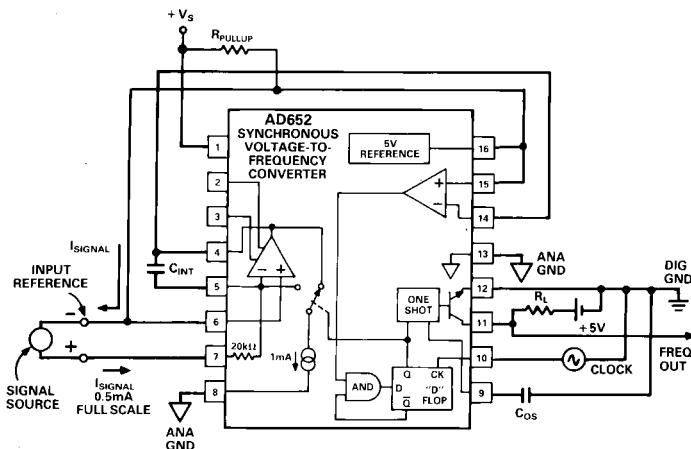 + VS
RPULLUP
AD652
SYNCHRONOUS
VOLTAGE-TO-
FREQUENCY
CONVERTER
5V
REFERENCE
1
2
3
4
5
6
7
8
16
15
14
13
12
11
10
9
+
−
−
+
ISIGNAL
INPUT
REFERENCE
CINT
−
+
SIGNAL
SOURCE
ISIGNAL
0.5mA
FULL SCALE
20kΩ
1mA
ANA
GND
ONE
SHOT
AND
D
Q
CK
"D"
FLOP
Q̅
ANA
GND
DIG
GND
RL
+5V
FREQ
OUT
CLOCK
COS